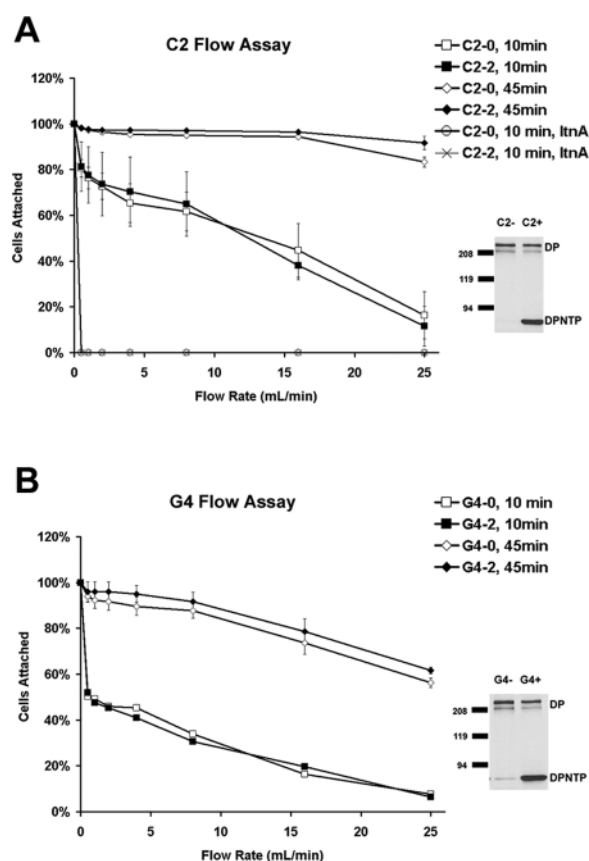 A
C2 Flow Assay
C2-0, 10min
C2-2, 10min
C2-0, 45min
C2-2, 45min
C2-0, 10 min, ltnA
C2-2, 10 min, ltnA
120%
100%
80%
60%
40%
20%
0%
Cells Attached
0 5 10 15 20 25
Flow Rate (mL/min)
C2- C2+
208
119
94
DP
DPNTP
B
G4 Flow Assay
G4-0, 10 min
G4-2, 10min
G4-0, 45min
G4-2, 45min
120%
100%
80%
60%
40%
20%
0%
Cells Attached
0 5 10 15 20 25
Flow Rate (mL/min)
G4- G4+
208
119
94
DP
DPNTP